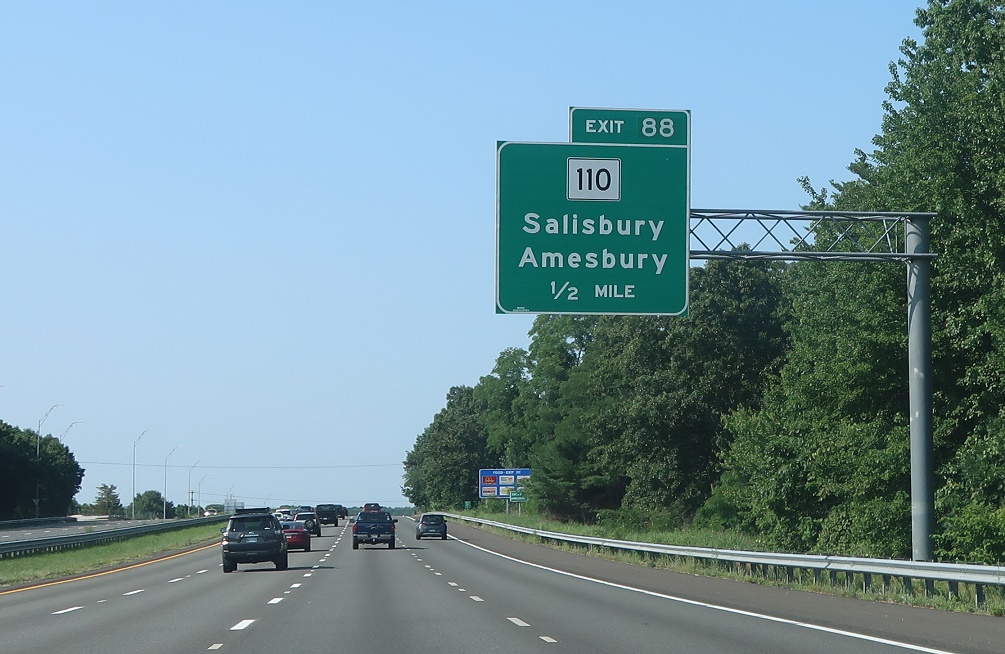 EXIT 88
110
Salisbury
Amesbury
1/2 MILE